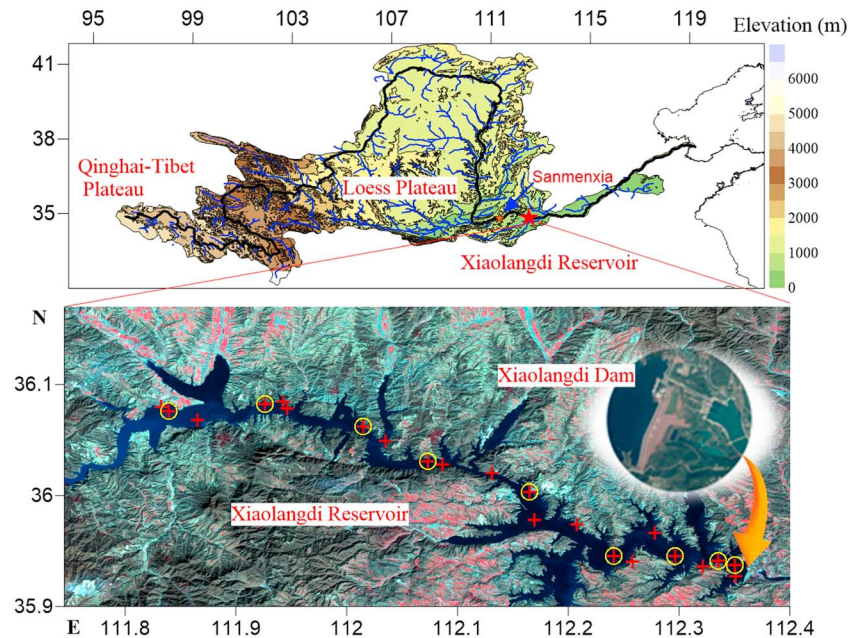 95 99 103 107 111 115 119
Elevation (m)
41
38
35
Qinghai-Tibet
Plateau
Loess Plateau
Sanmenxia
Xiaolangdi Reservoir
6000
5000
4000
3000
2000
1000
0
N
36.1
36
35.9
Xiaolangdi Dam
Xiaolangdi Reservoir
E
111.8 111.9 112 112.1 112.2 112.3 112.4